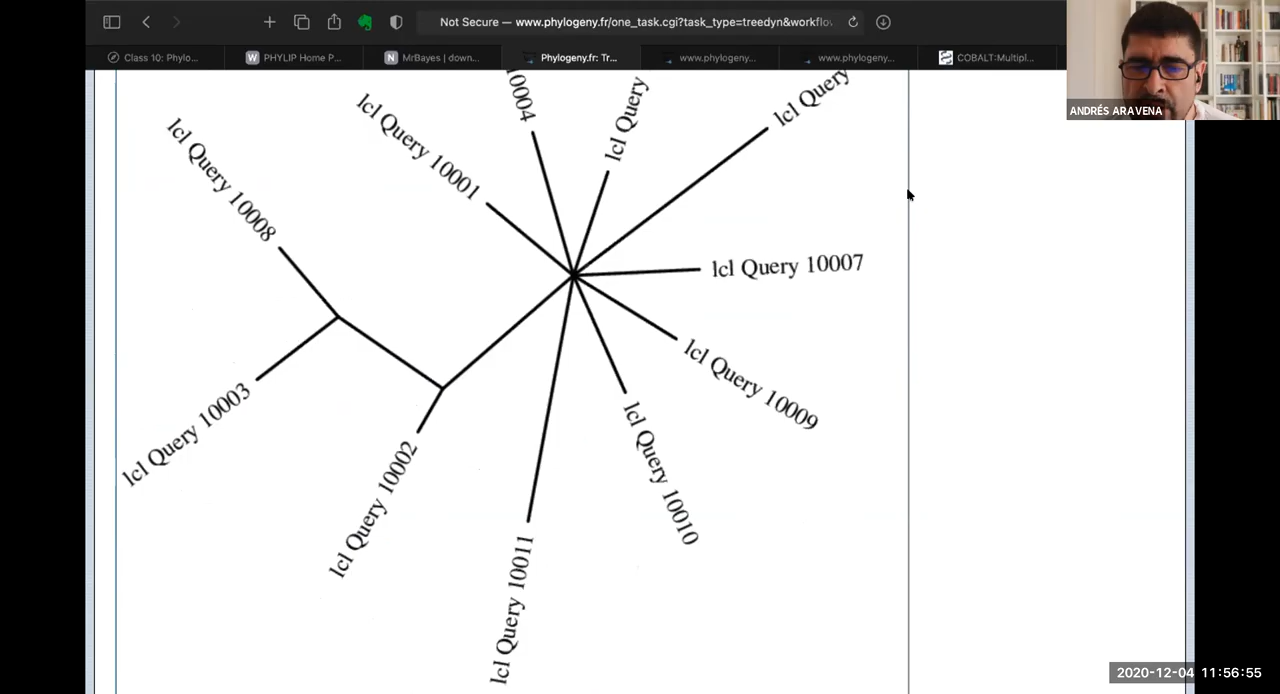 Not Secure — www.phylogeny.fr/one_task.cgi?task_type=treedyn&workflo
Class 10: Phylo...
PHYLIP Home P...
MrBayes | down...
Phylogeny.fr: Tr...
www.phylogeny...
www.phylogeny...
COBALT:Multipl...
ANDRÉS ARAVENA
10004
lcl Query
lcl Query
lcl Query 10001
lcl Query 10008
lcl Query 10007
lcl Query 10009
lcl Query 10003
lcl Query 10002
lcl Query 10010
lcl Query 10011
2020-12-04 11:56:55